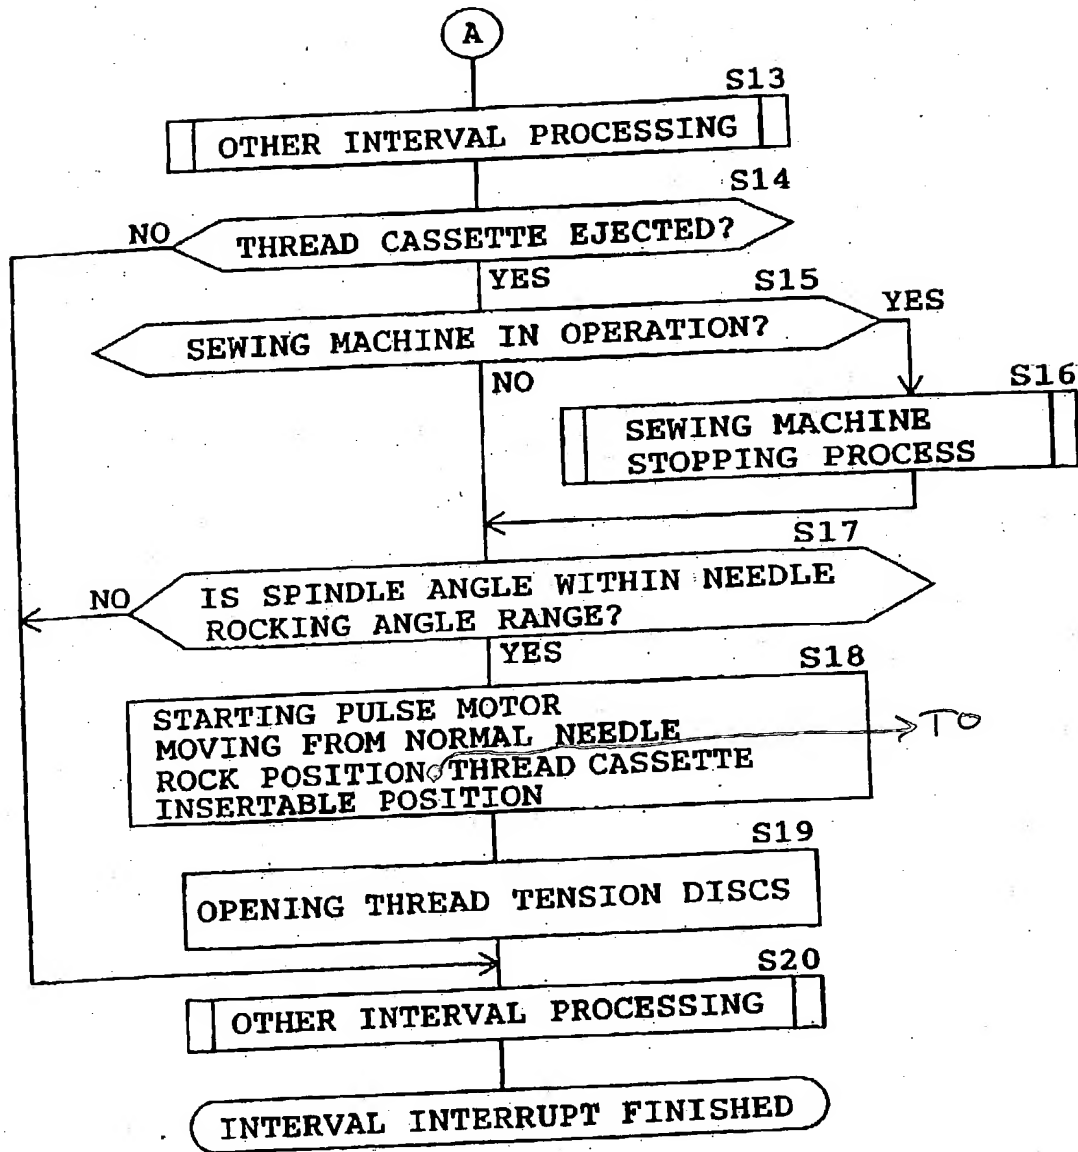 A
S13
OTHER INTERVAL PROCESSING
S14
NO
THREAD CASSETTE EJECTED?
YES
S15
YES
SEWING MACHINE IN OPERATION?
NO
S16
SEWING MACHINE
STOPPING PROCESS
S17
NO
IS SPINDLE ANGLE WITHIN NEEDLE
ROCKING ANGLE RANGE?
YES
S18
STARTING PULSE MOTOR
MOVING FROM NORMAL NEEDLE
TO
ROCK POSITION THREAD CASSETTE
INSERTABLE POSITION
S19
OPENING THREAD TENSION DISCS
S20
OTHER INTERVAL PROCESSING
INTERVAL INTERRUPT FINISHED